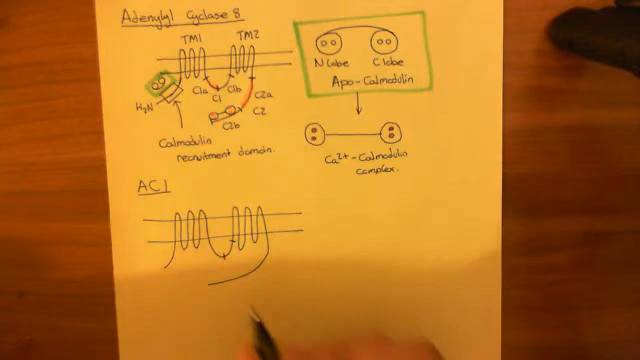 Adenylyl Cyclase 8
TM1
TM2
N lobe
C lobe
Apo-Calmodulin
H₂N
C1a
C1
C1b
C2a
C2
C2b
Calmodulin
recruitment domain.
Ca²⁺-Calmodulin
complex.
AC1